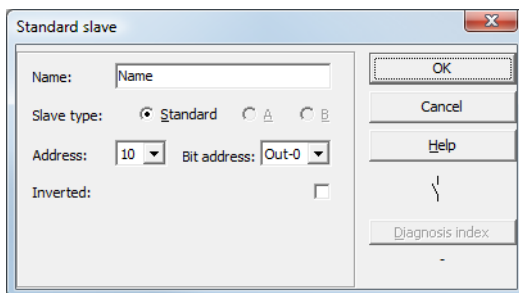 Standard slave
Name: Name
Slave type: Standard A B
Address: 10 Bit address: Out-0
Inverted:
OK
Cancel
Help
Diagnosis index
-